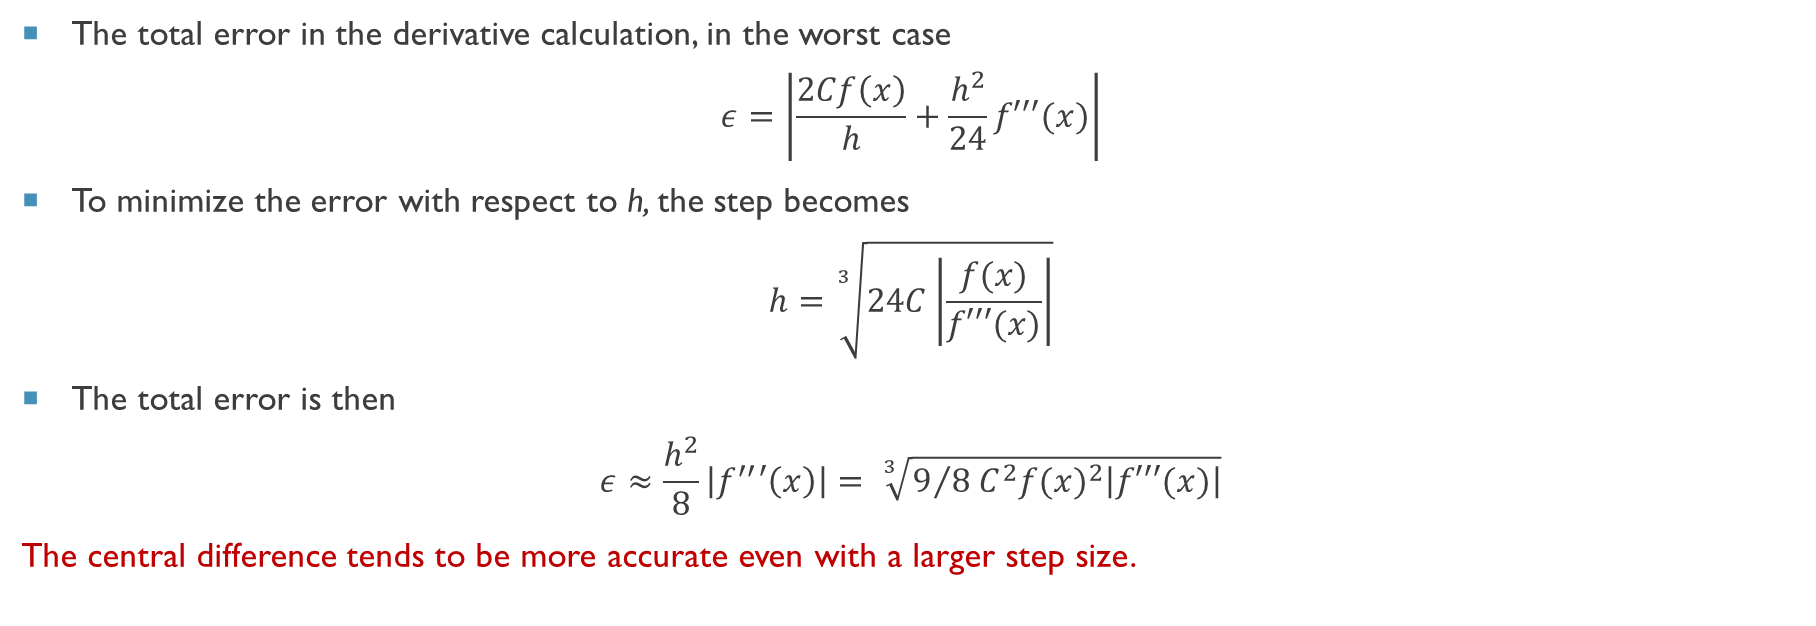 ▪ The total error in the derivative calculation, in the worst case
ϵ = |2Cf(x)/h + h²/24 f′′′(x)|
▪ To minimize the error with respect to h, the step becomes
h = ∛(24C |f(x)/f′′′(x)|)
▪ The total error is then
ϵ ≈ h²/8 |f′′′(x)| = ∛(9/8 C²f(x)²|f′′′(x)|)
The central difference tends to be more accurate even with a larger step size.